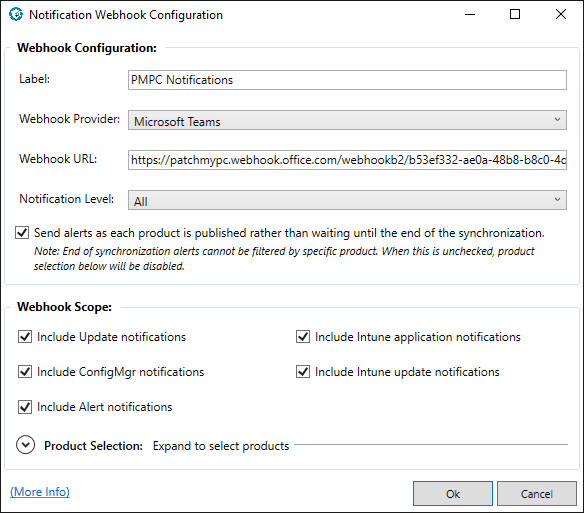 Notification Webhook Configuration
Webhook Configuration:
Label: PMPC Notifications
Webhook Provider: Microsoft Teams
Webhook URL: https://patchmypc.webhook.office.com/webhookb2/b53ef332-ae0a-48b8-b8c0-4c
Notification Level: All
Send alerts as each product is published rather than waiting until the end of the synchronization.
Note: End of synchronization alerts cannot be filtered by specific product. When this is unchecked, product
selection below will be disabled.
Webhook Scope:
Include Update notifications Include Intune application notifications
Include ConfigMgr notifications Include Intune update notifications
Include Alert notifications
Product Selection: Expand to select products
(More Info) Ok Cancel